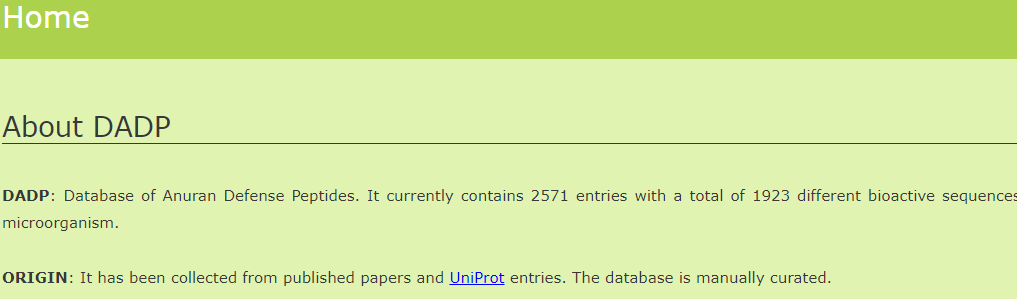 Home
About DADP
DADP: Database of Anuran Defense Peptides. It currently contains 2571 entries with a total of 1923 different bioactive sequences
microorganism.
ORIGIN: It has been collected from published papers and UniProt entries. The database is manually curated.